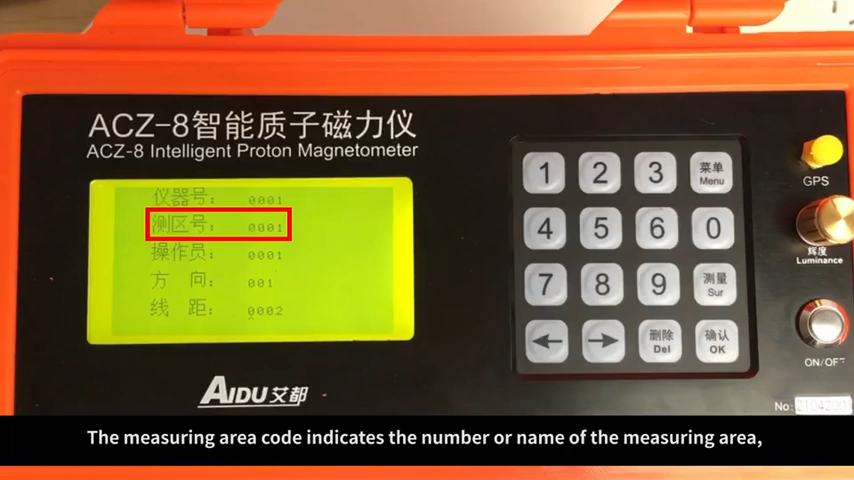 ACZ-8智能质子磁力仪
ACZ-8 Intelligent Proton Magnetometer
仪器号: 0001
测区号: 0001
操作员: 0001
方 向: 001
线 距: 0002
AIDU艾都
1 2 3 菜单 Menu
4 5 6 0
7 8 9 测量 Sur
← → 删除 Del 确认 OK
GPS
辉度
Luminance
ON/OFF
No: 21042001
The measuring area code indicates the number or name of the measuring area,